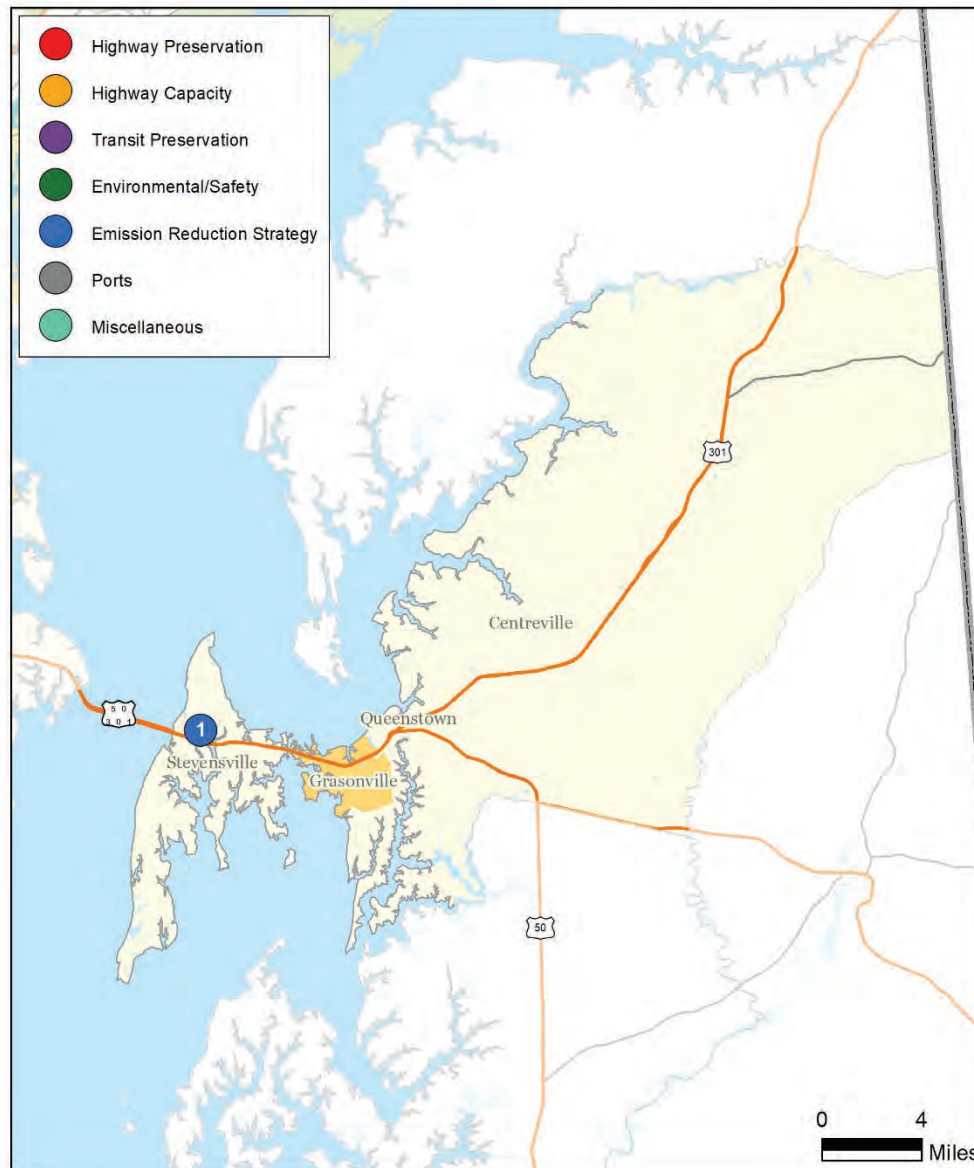 Highway Preservation
Highway Capacity
Transit Preservation
Environmental/Safety
Emission Reduction Strategy
Ports
Miscellaneous
301
Centreville
50
301
1
Queenstown
Stevensville
Grasonville
50
0 4
Miles